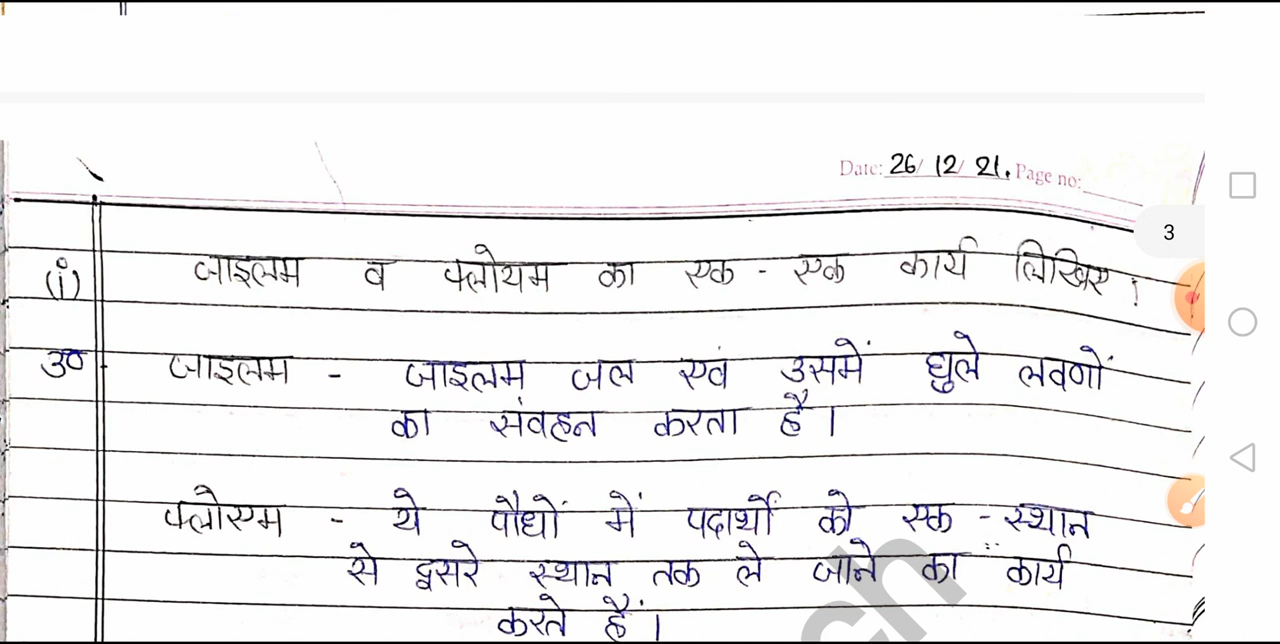 Date: 26/12/21. Page no:
3
(i) जाइलम व फ्लोयम का एक - एक कार्य लिखिए।
उ० जाइलम - जाइलम जल एवं उसमें घुले लवणों
का संवहन करता है।
फ्लोएम - ये पौधों में पदार्थो को एक - स्थान
से दूसरे स्थान तक ले जाने का कार्य
करते हैं।
ch